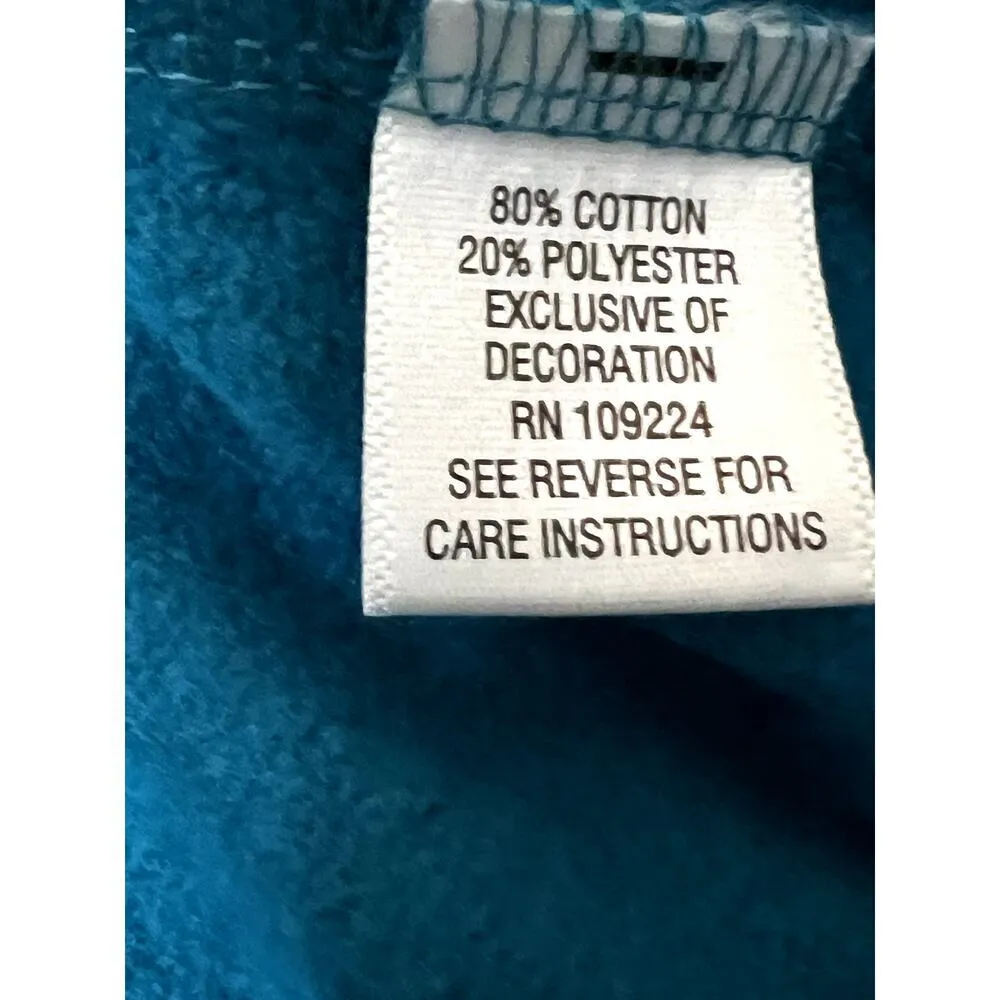 80% COTTON
20% POLYESTER
EXCLUSIVE OF
DECORATION
RN 109224
SEE REVERSE FOR
CARE INSTRUCTIONS